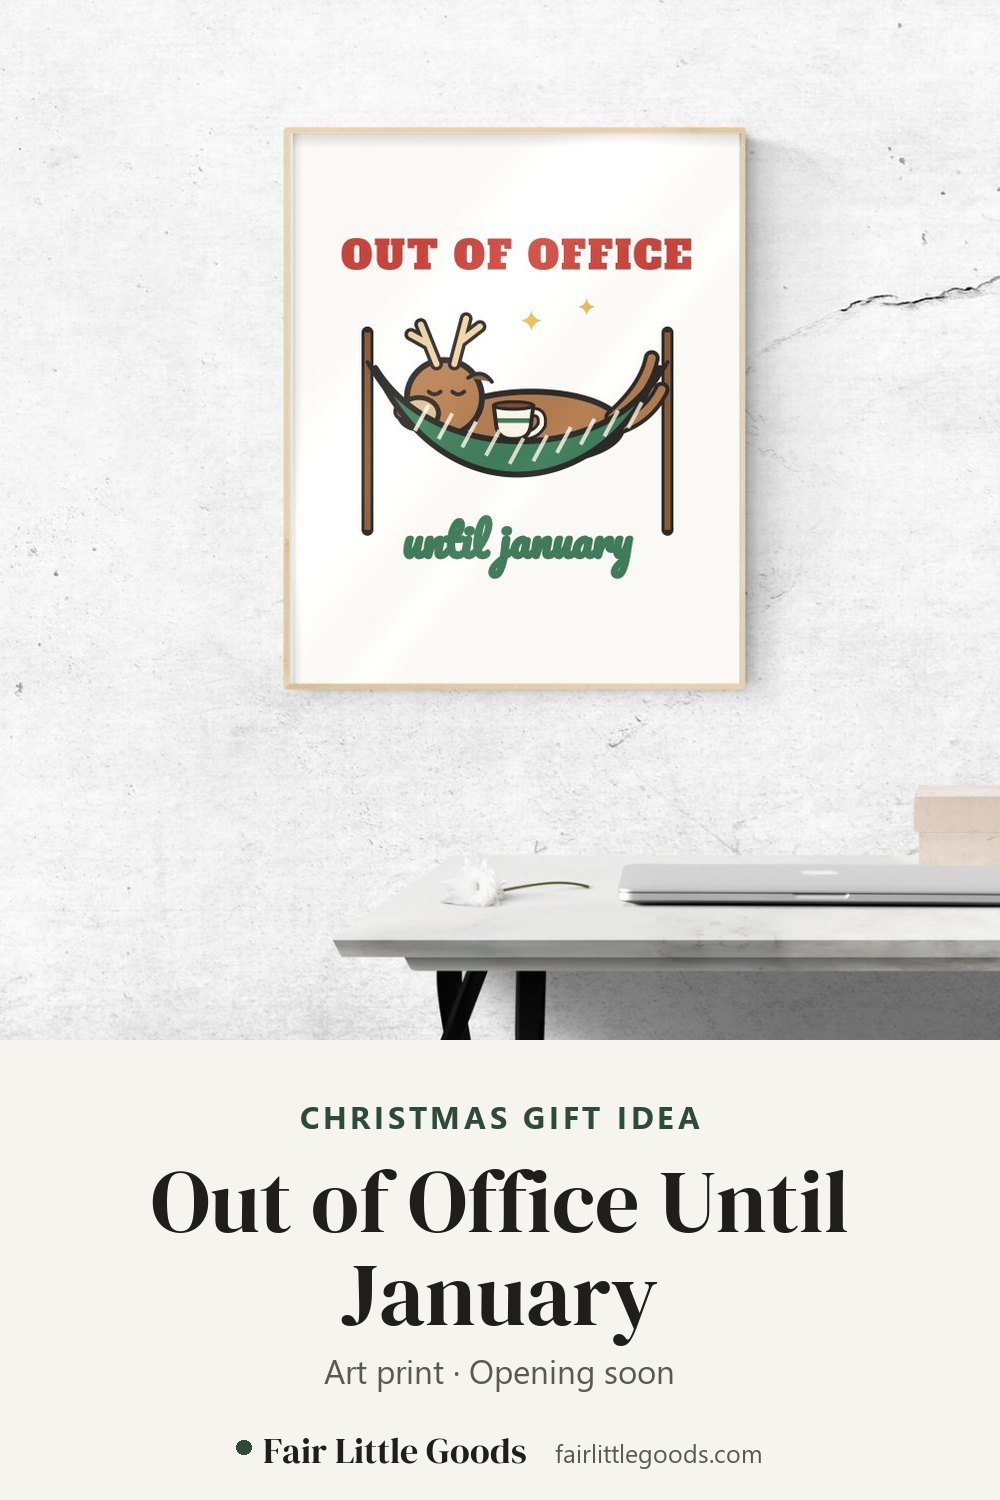 OUT OF OFFICE
until january
CHRISTMAS GIFT IDEA
Out of Office Until
January
Art print · Opening soon
Fair Little Goods fairlittlegoods.com